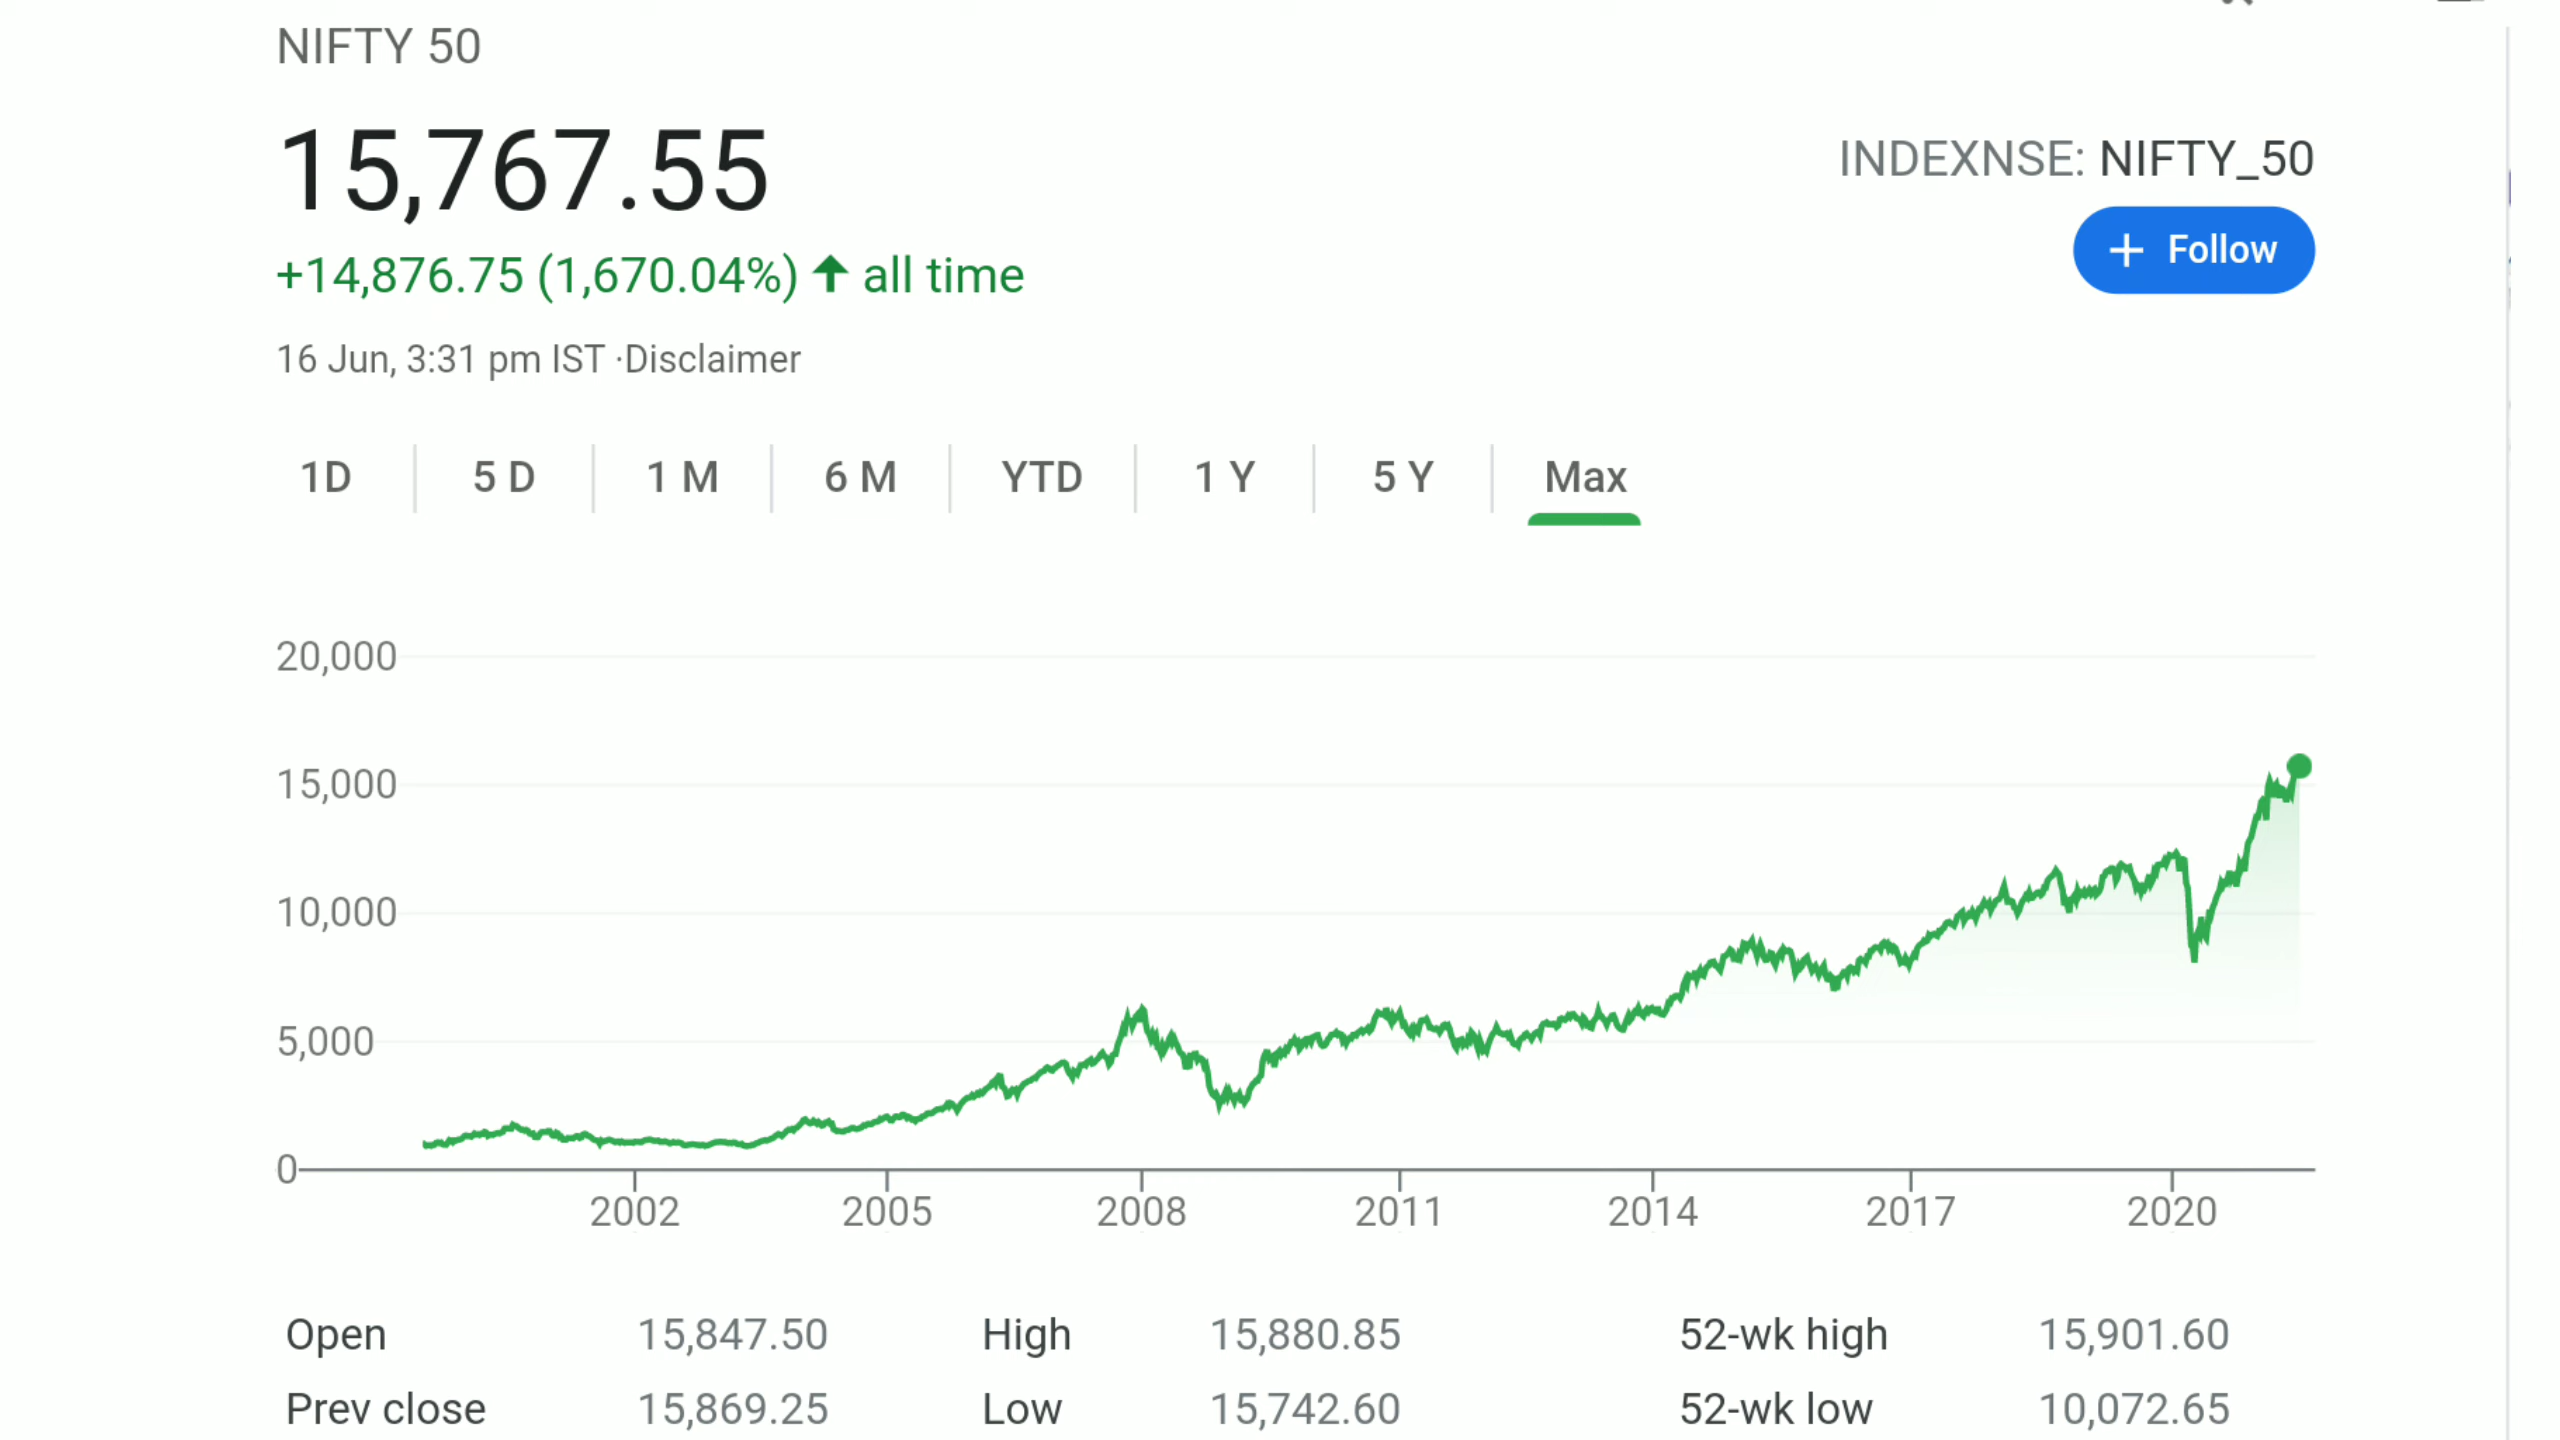 NIFTY 50
15,767.55
+14,876.75 (1,670.04%) ↑ all time
16 Jun, 3:31 pm IST ·Disclaimer
INDEXNSE: NIFTY_50
+ Follow
1D 5 D 1 M 6 M YTD 1 Y 5 Y Max
20,000
15,000
10,000
5,000
0
2002 2005 2008 2011 2014 2017 2020
Open 15,847.50 High 15,880.85 52-wk high 15,901.60
Prev close 15,869.25 Low 15,742.60 52-wk low 10,072.65